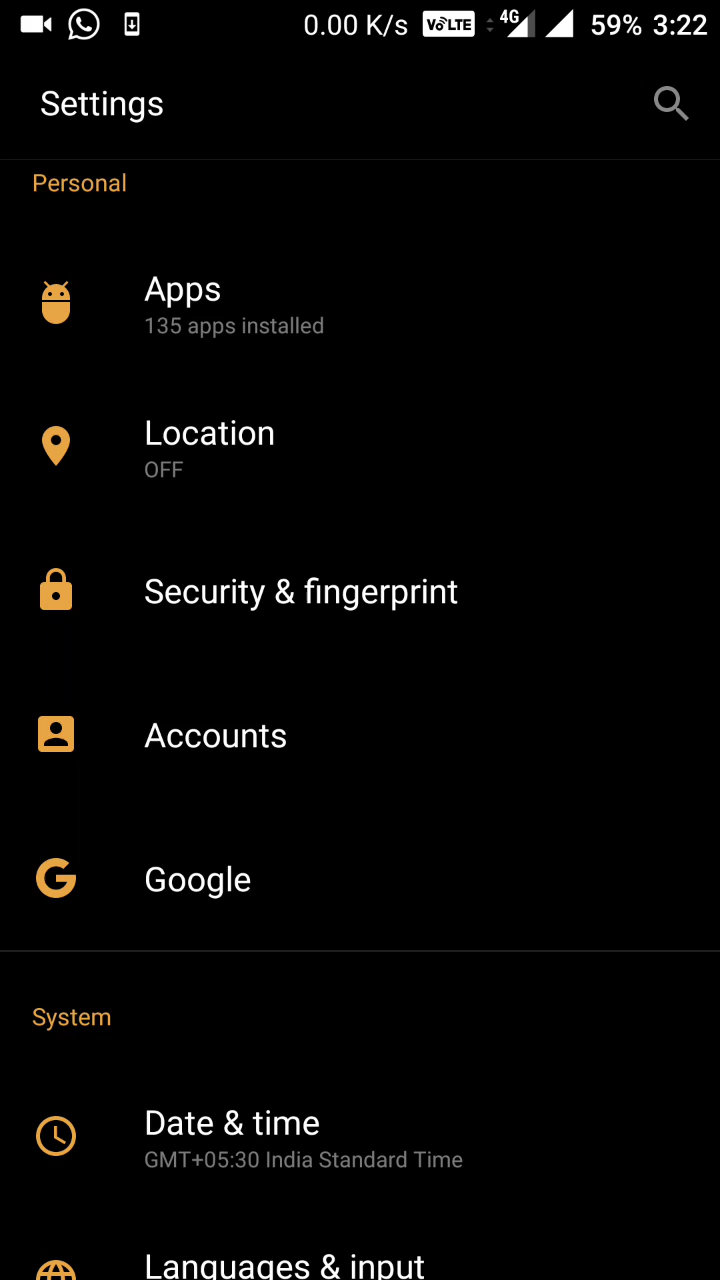 0.00 K/s VoLTE 4G 59% 3:22
Settings
Personal
Apps
135 apps installed
Location
OFF
Security & fingerprint
Accounts
Google
System
Date & time
GMT+05:30 India Standard Time
Languages & input